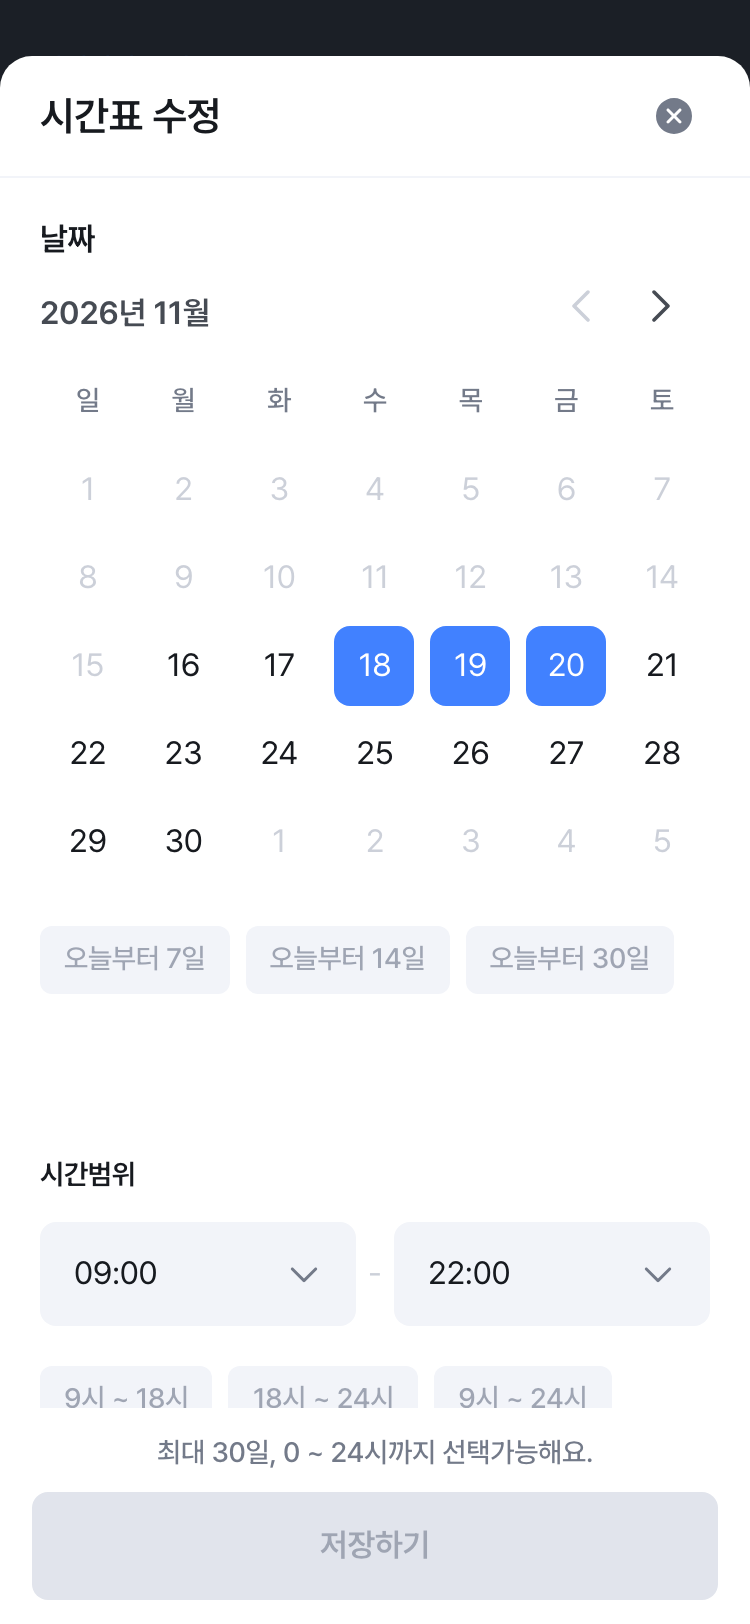 시간표 수정
날짜
2026년 11월
일 월 화 수 목 금 토
1 2 3 4 5 6 7
8 9 10 11 12 13 14
15 16 17 18 19 20 21
22 23 24 25 26 27 28
29 30 1 2 3 4 5
오늘부터 7일 오늘부터 14일 오늘부터 30일
시간범위
09:00 - 22:00
9시 ~ 18시 18시 ~ 24시 9시 ~ 24시
최대 30일, 0 ~ 24시까지 선택가능해요.
저장하기